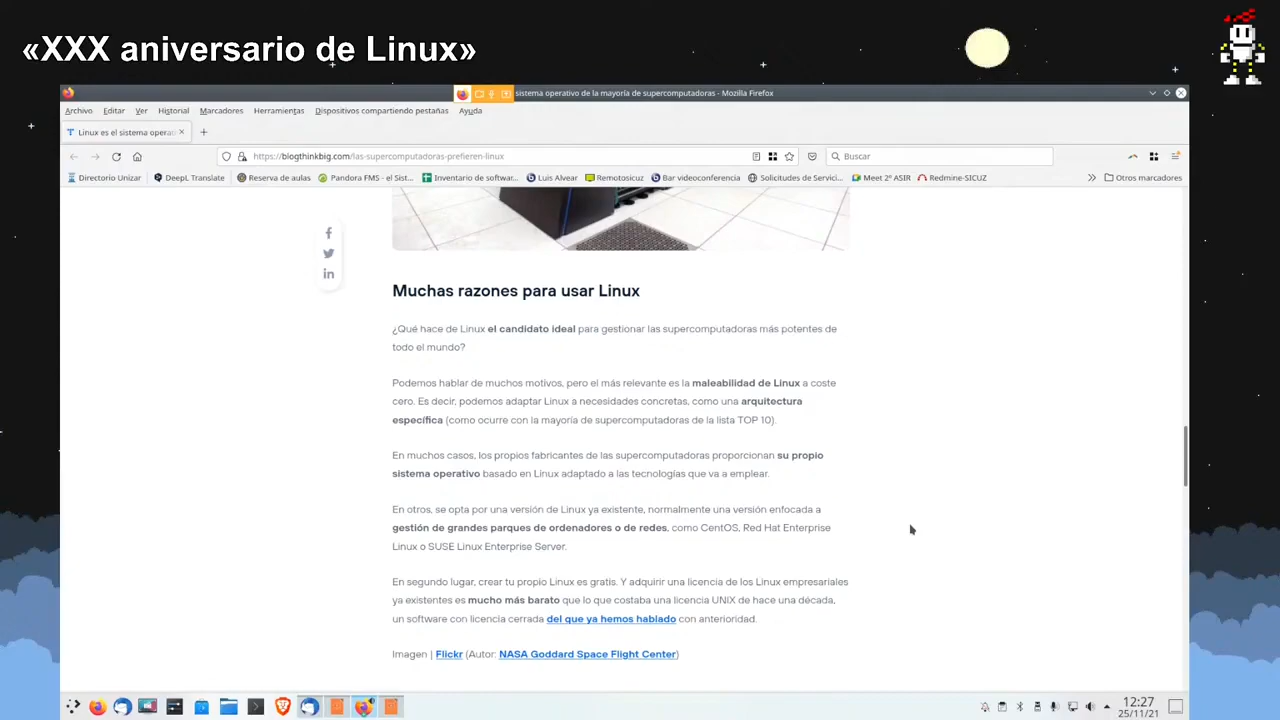 «XXX aniversario de Linux»
sistema operativo de la mayoría de supercomputadoras - Mozilla Firefox
Archivo Editar Ver Historial Marcadores Herramientas Dispositivos compartiendo pestañas Ayuda
Linux es el sistema operat
https://blogthinkbig.com/las-supercomputadoras-prefieren-linux
Buscar
Directorio Unizar DeepL Translate Reserva de aulas Pandora FMS - el Sist... Inventario de softwar... Luis Alvear Remotosicuz Bar videoconferencia Solicitudes de Servici... Meet 2º ASIR Redmine-SICUZ Otros marcadores
Muchas razones para usar Linux
¿Qué hace de Linux el candidato ideal para gestionar las supercomputadoras más potentes de
todo el mundo?
Podemos hablar de muchos motivos, pero el más relevante es la maleabilidad de Linux a coste
cero. Es decir, podemos adaptar Linux a necesidades concretas, como una arquitectura
específica (como ocurre con la mayoría de supercomputadoras de la lista TOP 10).
En muchos casos, los propios fabricantes de las supercomputadoras proporcionan su propio
sistema operativo basado en Linux adaptado a las tecnologías que va a emplear.
En otros, se opta por una versión de Linux ya existente, normalmente una versión enfocada a
gestión de grandes parques de ordenadores o de redes, como CentOS, Red Hat Enterprise
Linux o SUSE Linux Enterprise Server.
En segundo lugar, crear tu propio Linux es gratis. Y adquirir una licencia de los Linux empresariales
ya existentes es mucho más barato que lo que costaba una licencia UNIX de hace una década,
un software con licencia cerrada del que ya hemos hablado con anterioridad.
Imagen | Flickr (Autor: NASA Goddard Space Flight Center)
12:27
25/11/21